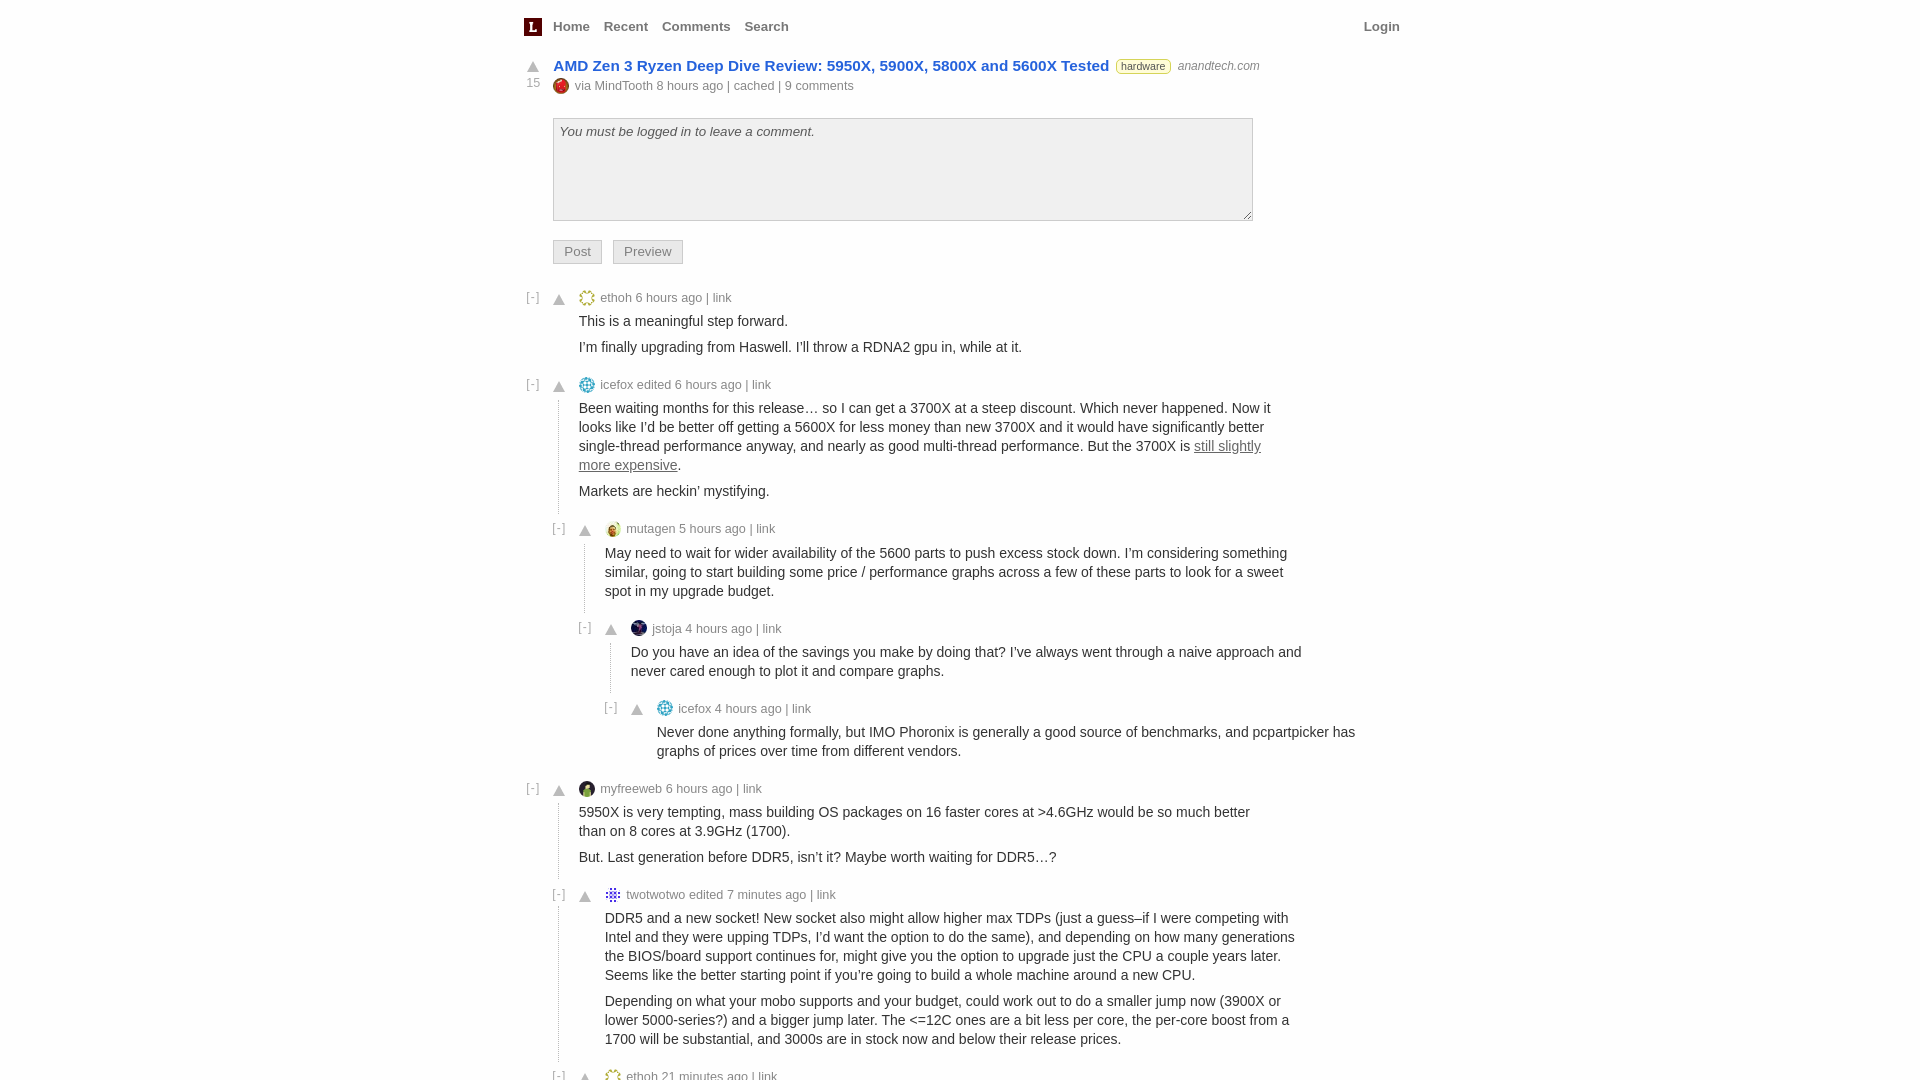 L Home Recent Comments Search Login
AMD Zen 3 Ryzen Deep Dive Review: 5950X, 5900X, 5800X and 5600X Tested hardware anandtech.com
15 via MindTooth 8 hours ago | cached | 9 comments
You must be logged in to leave a comment.
Post Preview
[-] ethoh 6 hours ago | link
This is a meaningful step forward.
I’m finally upgrading from Haswell. I’ll throw a RDNA2 gpu in, while at it.
[-] icefox edited 6 hours ago | link
Been waiting months for this release… so I can get a 3700X at a steep discount. Which never happened. Now it
looks like I’d be better off getting a 5600X for less money than new 3700X and it would have significantly better
single-thread performance anyway, and nearly as good multi-thread performance. But the 3700X is still slightly
more expensive.
Markets are heckin’ mystifying.
[-] mutagen 5 hours ago | link
May need to wait for wider availability of the 5600 parts to push excess stock down. I’m considering something
similar, going to start building some price / performance graphs across a few of these parts to look for a sweet
spot in my upgrade budget.
[-] jstoja 4 hours ago | link
Do you have an idea of the savings you make by doing that? I’ve always went through a naive approach and
never cared enough to plot it and compare graphs.
[-] icefox 4 hours ago | link
Never done anything formally, but IMO Phoronix is generally a good source of benchmarks, and pcpartpicker has
graphs of prices over time from different vendors.
[-] myfreeweb 6 hours ago | link
5950X is very tempting, mass building OS packages on 16 faster cores at >4.6GHz would be so much better
than on 8 cores at 3.9GHz (1700).
But. Last generation before DDR5, isn’t it? Maybe worth waiting for DDR5…?
[-] twotwotwo edited 7 minutes ago | link
DDR5 and a new socket! New socket also might allow higher max TDPs (just a guess–if I were competing with
Intel and they were upping TDPs, I’d want the option to do the same), and depending on how many generations
the BIOS/board support continues for, might give you the option to upgrade just the CPU a couple years later.
Seems like the better starting point if you’re going to build a whole machine around a new CPU.
Depending on what your mobo supports and your budget, could work out to do a smaller jump now (3900X or
lower 5000-series?) and a bigger jump later. The <=12C ones are a bit less per core, the per-core boost from a
1700 will be substantial, and 3000s are in stock now and below their release prices.
[-] ethoh 21 minutes ago | link